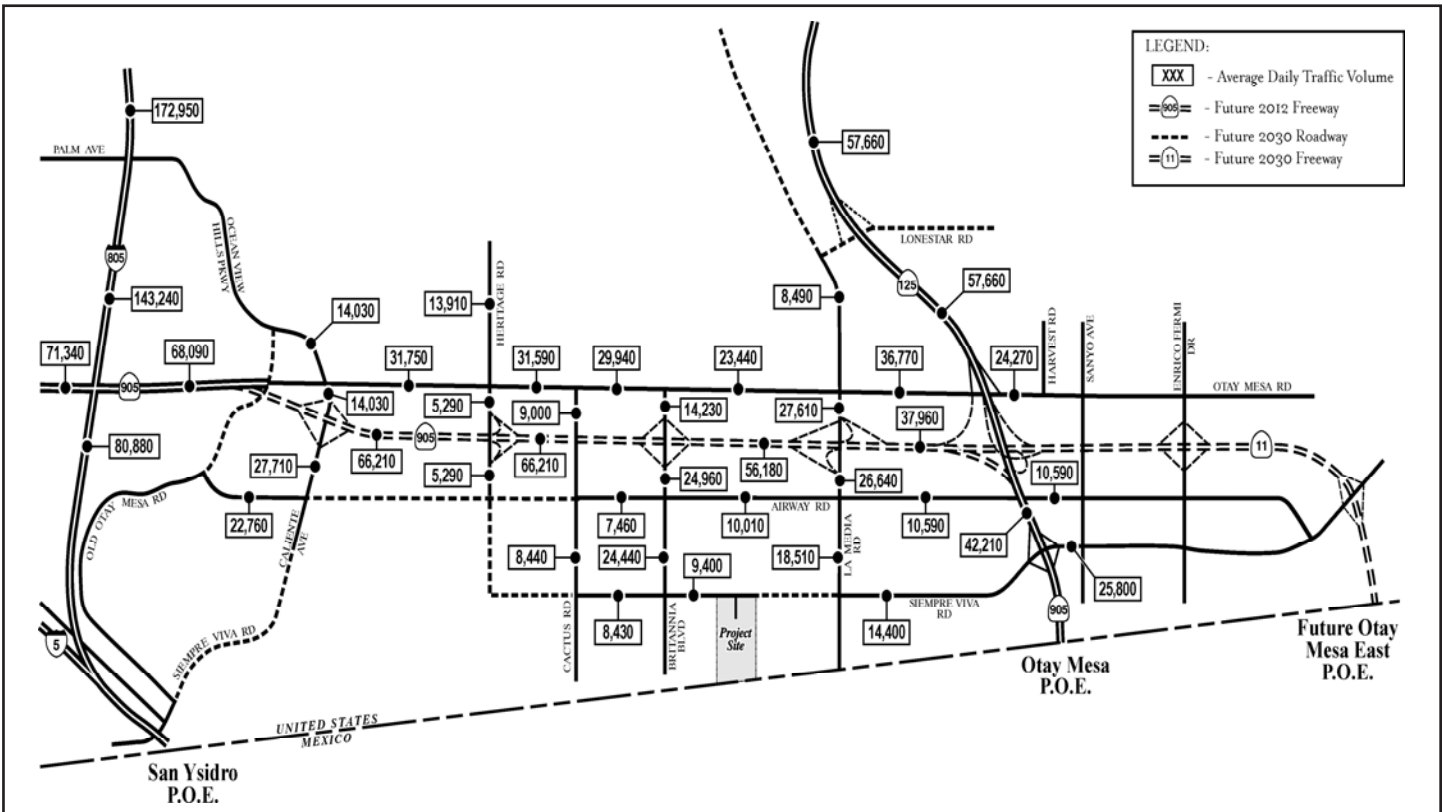 LEGEND:
XXX - Average Daily Traffic Volume
905 - Future 2012 Freeway
- Future 2030 Roadway
11 - Future 2030 Freeway
172,950
57,660
PALM AVE
OCEAN VIEW
HILLS PKWY
LONESTAR RD
805
125
143,240
14,030
13,910
HERITAGE RD
8,490
57,660
71,340
68,090
31,750
31,590
29,940
23,440
36,770
24,270
HARVEST RD
SANYO AVE
ENRICO FERMI
DR
905
OTAY MESA RD
14,030
5,290
9,000
14,230
27,610
37,960
80,880
66,210
905
66,210
56,180
11
27,710
5,290
24,960
26,640
10,590
OLD OTAY MESA RD
22,760
CALIENTE
AVE
7,460
10,010
AIRWAY RD
10,590
42,210
8,440
24,440
9,400
18,510
LA MEDIA
RD
25,800
SIEMPRE VIVA RD
CACTUS RD
8,430
BRITANNIA
BLVD
Project
Site
14,400
SIEMPRE VIVA
RD
905
5
UNITED STATES
MEXICO
San Ysidro
P.O.E.
Otay Mesa
P.O.E.
Future Otay
Mesa East
P.O.E.